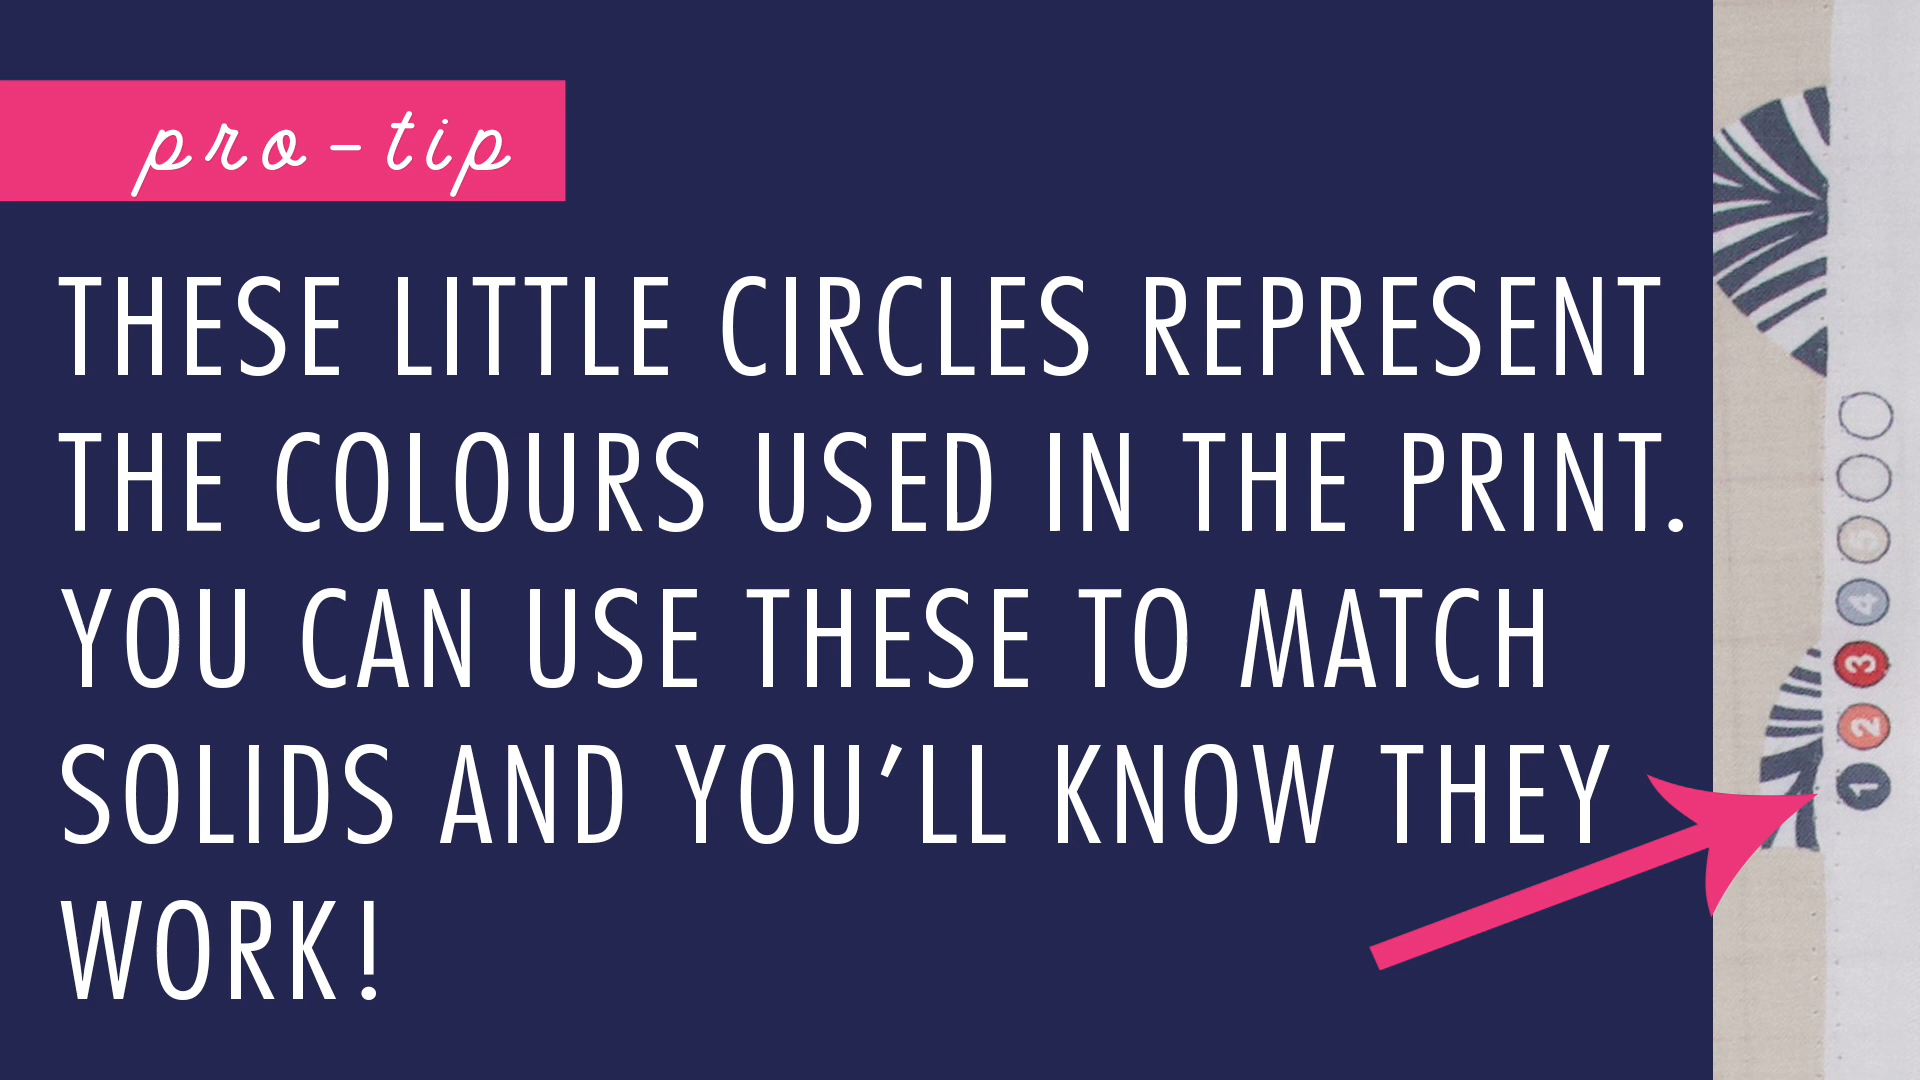 pro-tip
THESE LITTLE CIRCLES REPRESENT
THE COLOURS USED IN THE PRINT.
YOU CAN USE THESE TO MATCH
SOLIDS AND YOU'LL KNOW THEY
WORK!
1 2 3 4 5